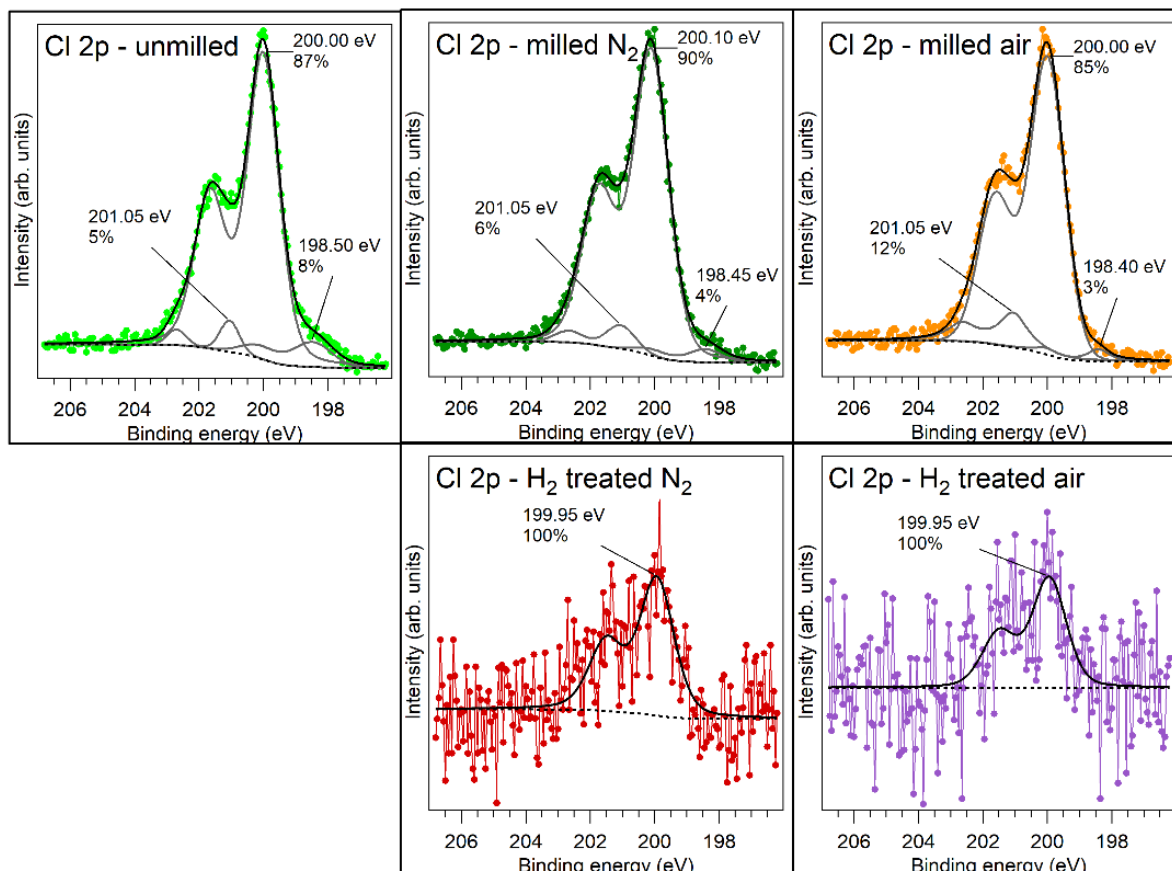 Cl 2p - unmilled
200.00 eV
87%
201.05 eV
5%
198.50 eV
8%
Intensity (arb. units)
206 204 202 200 198
Binding energy (eV)
Cl 2p - milled N₂
200.10 eV
90%
201.05 eV
6%
198.45 eV
4%
Intensity (arb. units)
206 204 202 200 198
Binding energy (eV)
Cl 2p - milled air
200.00 eV
85%
201.05 eV
12%
198.40 eV
3%
Intensity (arb. units)
206 204 202 200 198
Binding energy (eV)
Cl 2p - H₂ treated N₂
199.95 eV
100%
Intensity (arb. units)
206 204 202 200 198
Binding energy (eV)
Cl 2p - H₂ treated air
199.95 eV
100%
Intensity (arb. units)
206 204 202 200 198
Binding energy (eV)